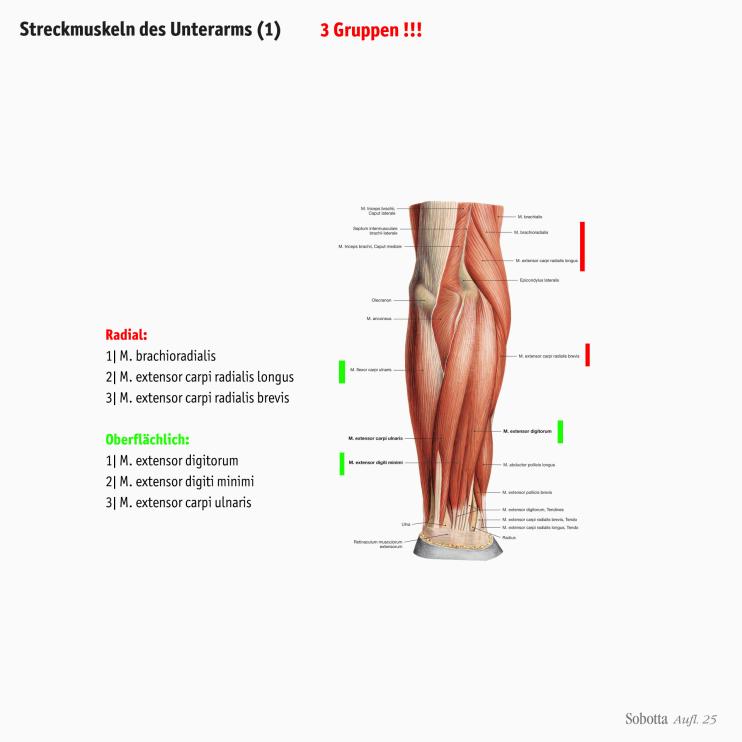 Streckmuskeln des Unterarms (1)
3 Gruppen !!!
Radial:
1| M. brachioradialis
2| M. extensor carpi radialis longus
3| M. extensor carpi radialis brevis
Oberflächlich:
1| M. extensor digitorum
2| M. extensor digiti minimi
3| M. extensor carpi ulnaris
M. triceps brachii,
Caput laterale
Septum intermusculare
brachii laterale
M. triceps brachii, Caput mediale
Olecranon
M. anconeus
M. flexor carpi ulnaris
M. extensor carpi ulnaris
M. extensor digiti minimi
Ulna
Retinaculum musculorum
extensorum
M. brachialis
M. brachioradialis
M. extensor carpi radialis longus
Epicondylus lateralis
M. extensor carpi radialis brevis
M. extensor digitorum
M. abductor pollicis longus
M. extensor pollicis brevis
M. extensor digitorum, Tendines
M. extensor carpi radialis brevis, Tendo
M. extensor carpi radialis longus, Tendo
Radius
Sobotta Aufl. 25